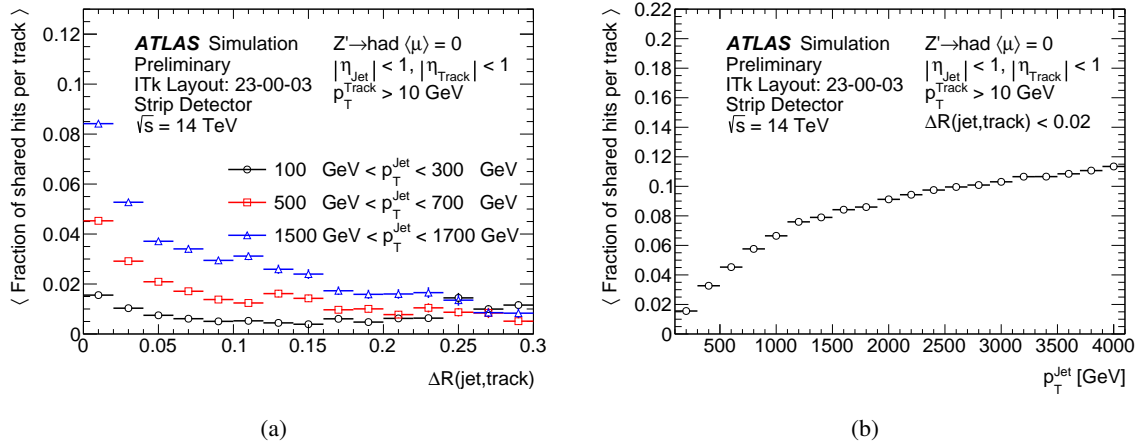 ⟨ Fraction of shared hits per track ⟩
0.12
0.1
0.08
0.06
0.04
0.02
0
ATLAS Simulation
Preliminary
ITk Layout: 23-00-03
Strip Detector
√s = 14 TeV
Z'→had ⟨μ⟩ = 0
|η_Jet| < 1, |η_Track| < 1
p_T^Track > 10 GeV
100 GeV < p_T^Jet < 300 GeV
500 GeV < p_T^Jet < 700 GeV
1500 GeV < p_T^Jet < 1700 GeV
0 0.05 0.1 0.15 0.2 0.25 0.3
ΔR(jet,track)
(a)
⟨ Fraction of shared hits per track ⟩
0.22
0.2
0.18
0.16
0.14
0.12
0.1
0.08
0.06
0.04
0.02
0
ATLAS Simulation
Preliminary
ITk Layout: 23-00-03
Strip Detector
√s = 14 TeV
Z'→had ⟨μ⟩ = 0
|η_Jet| < 1, |η_Track| < 1
p_T^Track > 10 GeV
ΔR(jet,track) < 0.02
500 1000 1500 2000 2500 3000 3500 4000
p_T^Jet [GeV]
(b)